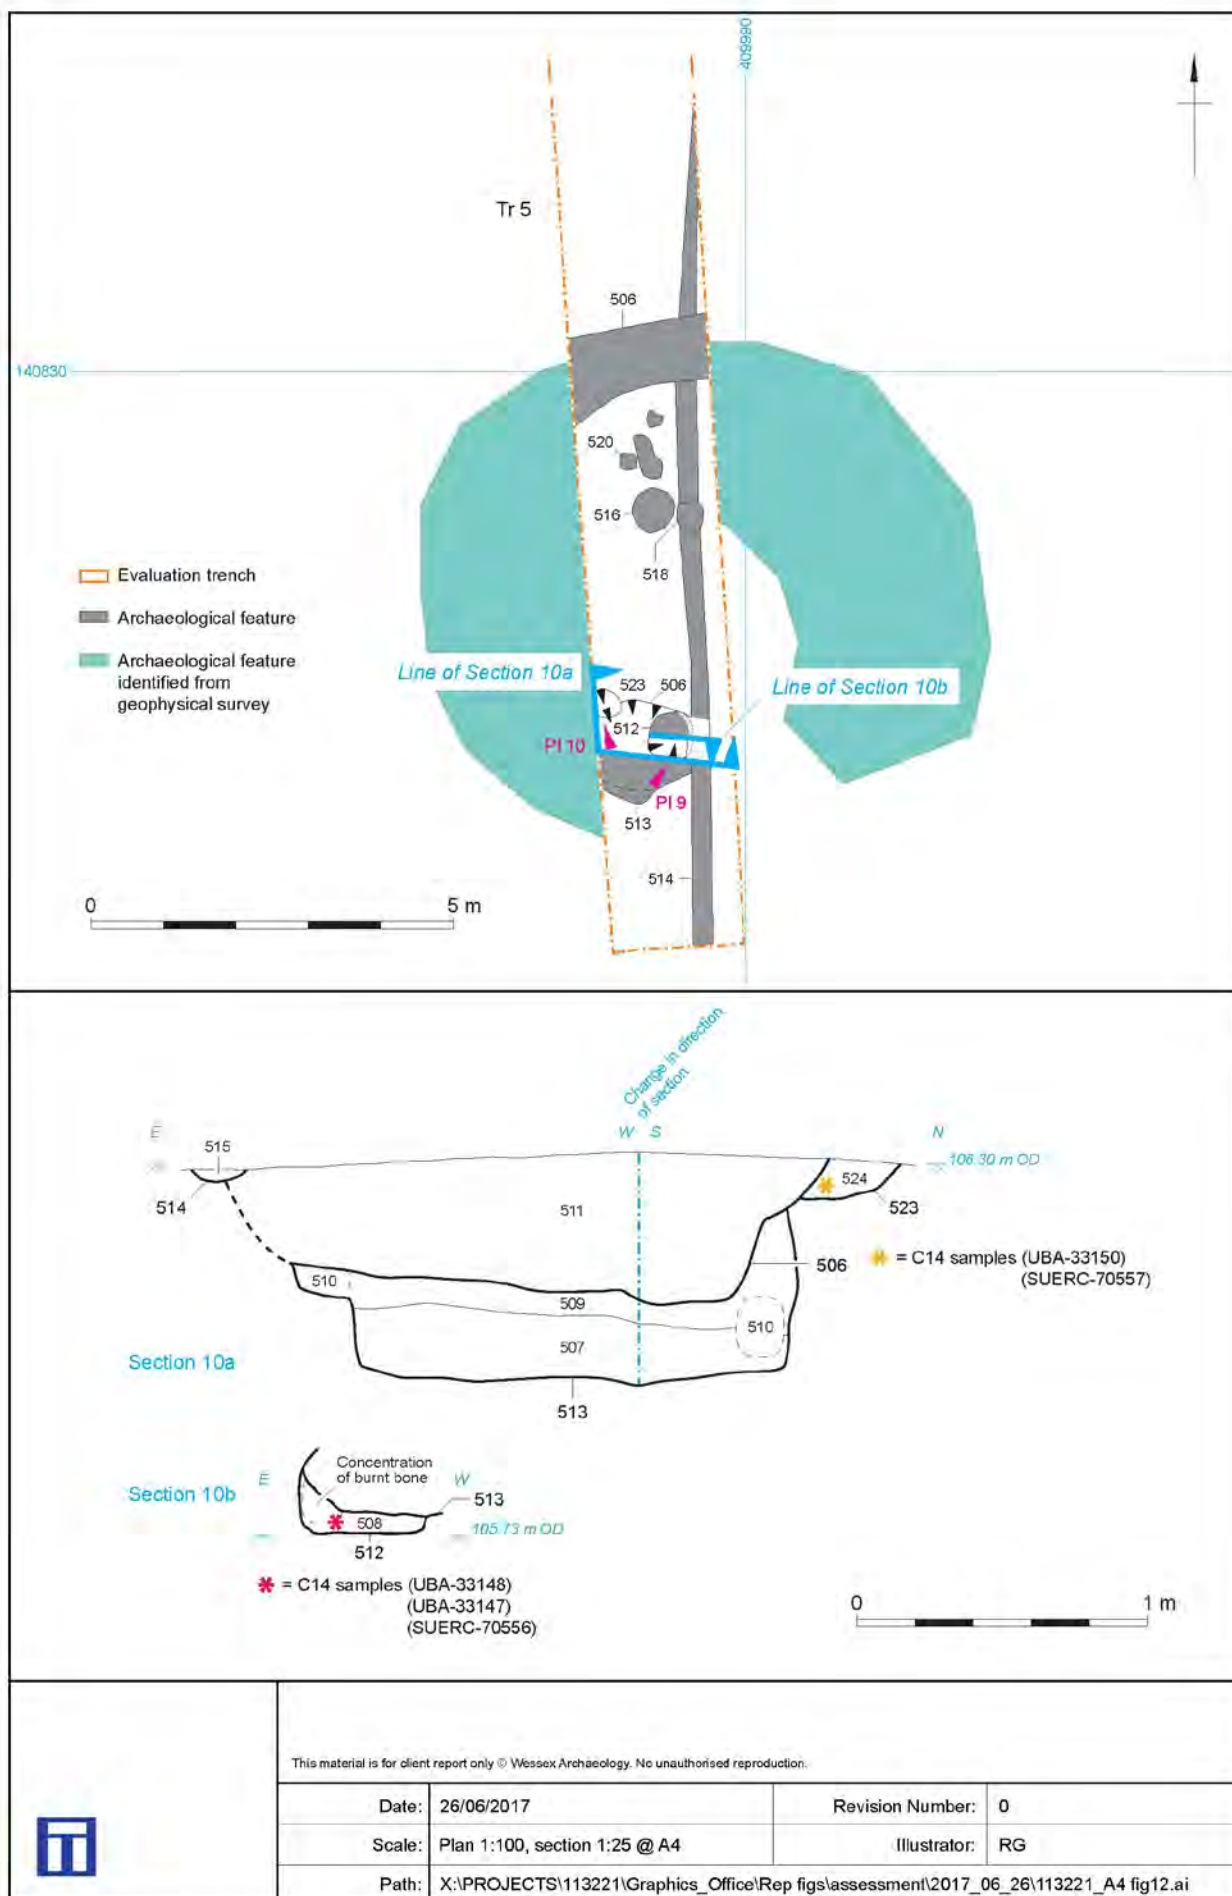 409990
Tr 5
506
140830
520
516
518
Evaluation trench
Archaeological feature
Archaeological feature
identified from
geophysical survey
Line of Section 10a
523
506
Line of Section 10b
512
Pl 10
Pl 9
513
514
0
5 m
Change in direction
of section
E
W
S
N
515
106.30 m OD
514
524
523
511
506
= C14 samples (UBA-33150)
(SUERC-70557)
510
509
510
507
Section 10a
513
Concentration
of burnt bone
Section 10b
E
W
513
508
105.73 m OD
512
= C14 samples (UBA-33148)
(UBA-33147)
(SUERC-70556)
0
1 m
This material is for client report only © Wessex Archaeology. No unauthorised reproduction.
Date: 26/06/2017 Revision Number: 0
Scale: Plan 1:100, section 1:25 @ A4 Illustrator: RG
Path: X:\PROJECTS\113221\Graphics_Office\Rep figs\assessment\2017_06_26\113221_A4 fig12.ai